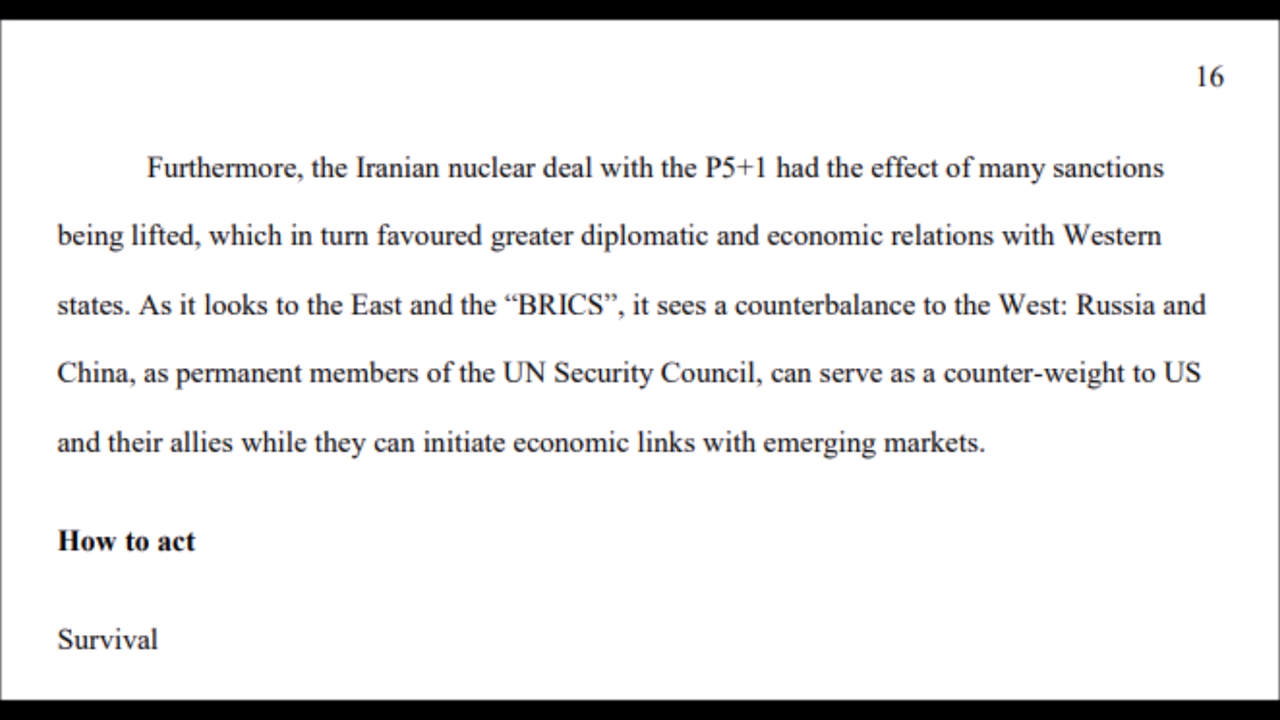 16
Furthermore, the Iranian nuclear deal with the P5+1 had the effect of many sanctions
being lifted, which in turn favoured greater diplomatic and economic relations with Western
states. As it looks to the East and the “BRICS”, it sees a counterbalance to the West: Russia and
China, as permanent members of the UN Security Council, can serve as a counter-weight to US
and their allies while they can initiate economic links with emerging markets.
How to act
Survival